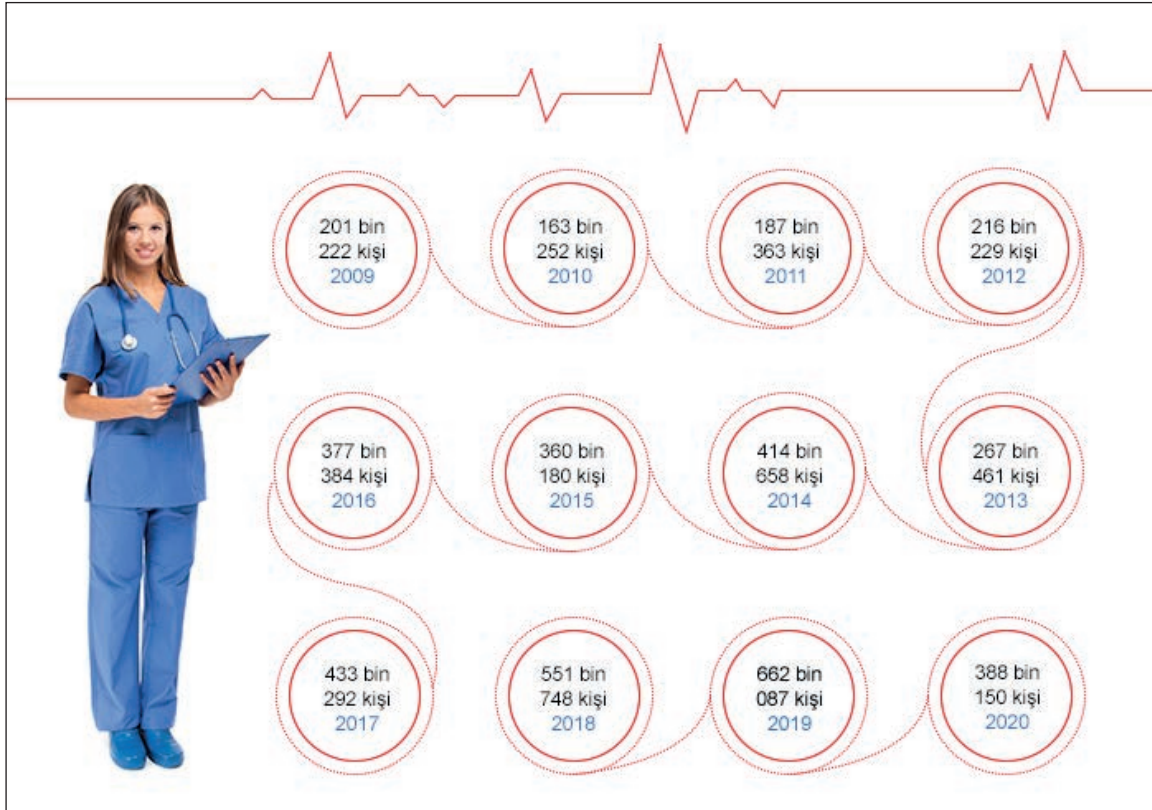 201 bin
222 kişi
2009
163 bin
252 kişi
2010
187 bin
363 kişi
2011
216 bin
229 kişi
2012
267 bin
461 kişi
2013
414 bin
658 kişi
2014
360 bin
180 kişi
2015
377 bin
384 kişi
2016
433 bin
292 kişi
2017
551 bin
748 kişi
2018
662 bin
087 kişi
2019
388 bin
150 kişi
2020